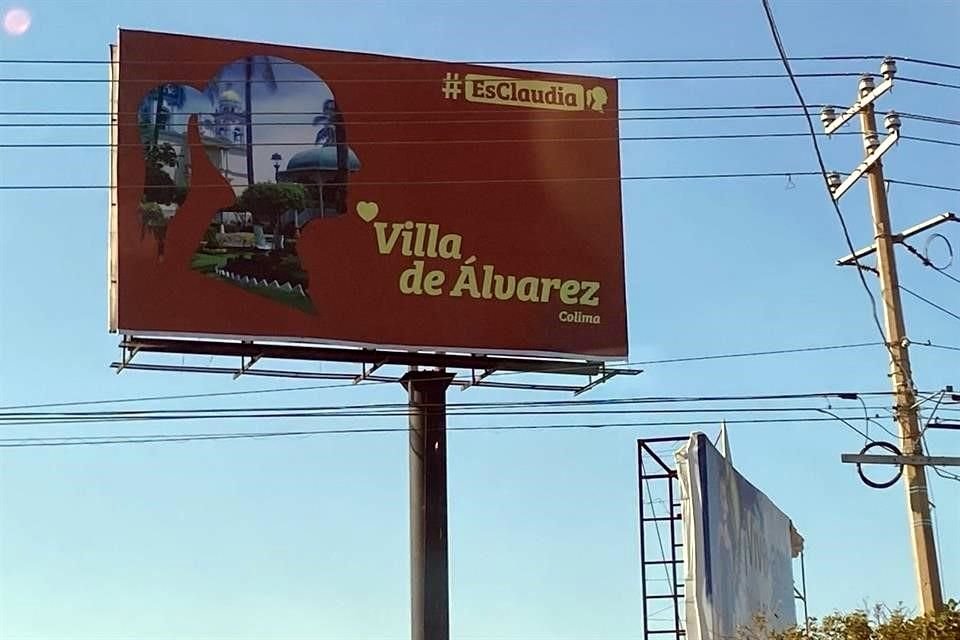 #EsClaudia
Villa
de Álvarez
Colima